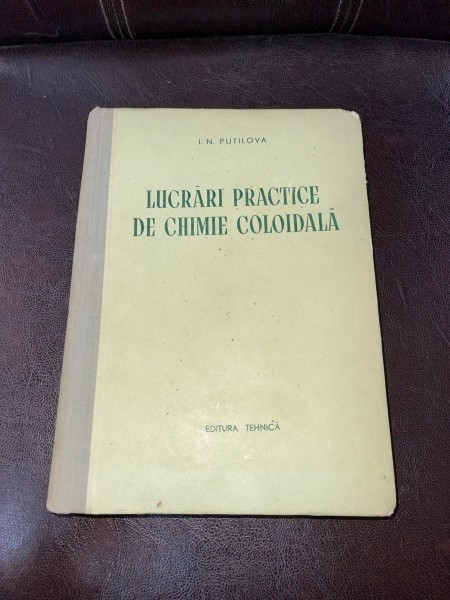 I. N. PUTILOVA
LUCRĂRI PRACTICE
DE CHIMIE COLOIDALĂ
EDITURA TEHNICĂ